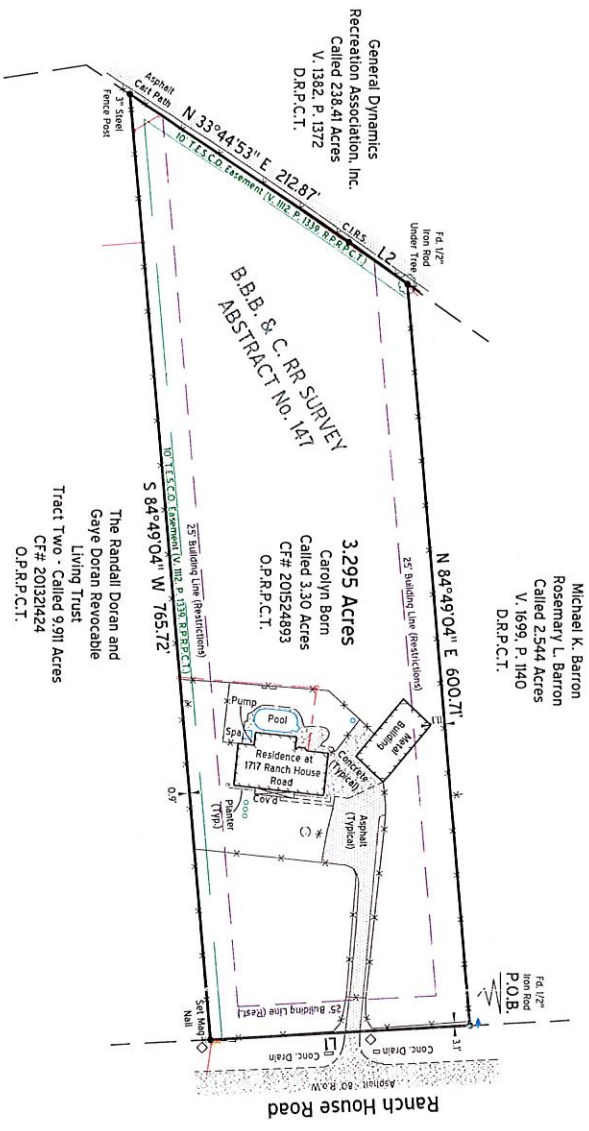 General Dynamics
Recreation Association, Inc.
Called 238.41 Acres
V. 1382, P. 1372
D.R.P.C.T.
Michael K. Barron
Rosemary L. Barron
Called 2.544 Acres
V. 1699, P. 1140
D.R.P.C.T.
Fd. 1/2"
Iron Rod
Under Tree
L2
C.I.R.S.
N 33°44'53" E 212.87'
10' T.E.S.C.O. Easement (V. 1112, P. 1339, R.P.R.P.C.T.)
Asphalt
Cart Path
3" Steel
Fence Post
B.B.B. & C. RR SURVEY
ABSTRACT No. 147
N 84°49'04" E 600.71'
25' Building Line (Restrictions)
3.295 Acres
Carolyn Born
Called 3.30 Acres
CF# 201524893
O.P.R.P.C.T.
Metal
Building
Concrete
(Typical)
Asphalt
(Typical)
Pump
Pool
Spa
Residence at
1717 Ranch House
Road
Cov'd
Planter
(Typ.)
25' Building Line (Restrictions)
10' T.E.S.C.O. Easement (V. 1112, P. 1339, R.P.R.P.C.T.)
S 84°49'04" W 765.72'
0.9'
The Randall Doran and
Gaye Doran Revocable
Living Trust
Tract Two - Called 9.911 Acres
CF# 201321424
O.P.R.P.C.T.
Fd. 1/2"
Iron Rod
P.O.B.
3.1'
25' Building Line (Rest.)
Set Mag
Nail
L1
Conc. Drain
Conc. Drain
Asphalt - 80' R.o.W.
Ranch House Road